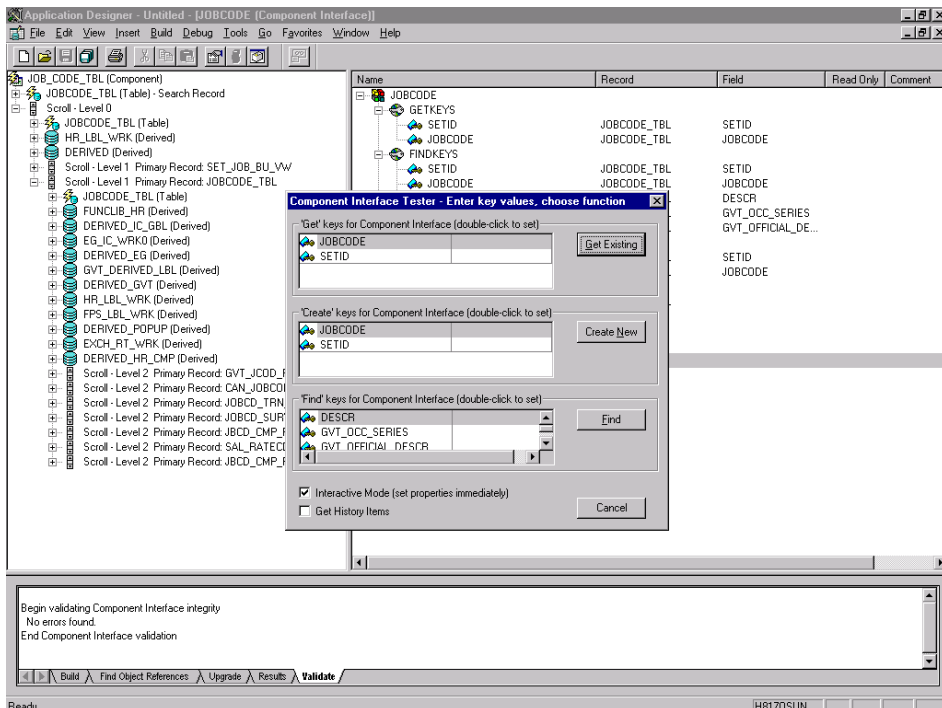 Application Designer - Untitled - [JOBCODE (Component Interface)]
File Edit View Insert Build Debug Tools Go Favorites Window Help
JOB_CODE_TBL (Component)
JOBCODE_TBL (Table) - Search Record
Scroll - Level 0
JOBCODE_TBL (Table)
HR_LBL_WRK (Derived)
DERIVED (Derived)
Scroll - Level 1 Primary Record: SET_JOB_BU_VW
Scroll - Level 1 Primary Record: JOBCODE_TBL
JOBCODE_TBL (Table)
FUNCLIB_HR (Derived)
DERIVED_IC_GBL (Derived)
EG_IC_WRK0 (Derived)
DERIVED_EG (Derived)
GVT_DERIVED_LBL (Derived)
DERIVED_GVT (Derived)
HR_LBL_WRK (Derived)
FPS_LBL_WRK (Derived)
DERIVED_POPUP (Derived)
EXCH_RT_WRK (Derived)
DERIVED_HR_CMP (Derived)
Scroll - Level 2 Primary Record: GVT_JCOD_
Scroll - Level 2 Primary Record: CAN_JOBCO
Scroll - Level 2 Primary Record: JOBCD_TRN_
Scroll - Level 2 Primary Record: JOBCD_SUR
Scroll - Level 2 Primary Record: JBCD_CMP_
Scroll - Level 2 Primary Record: SAL_RATEC
Scroll - Level 2 Primary Record: JBCD_CMP_
Name Record Field Read Only Comment
JOBCODE
GETKEYS
SETID JOBCODE_TBL SETID
JOBCODE JOBCODE_TBL JOBCODE
FINDKEYS
SETID JOBCODE_TBL SETID
JOBCODE JOBCODE_TBL JOBCODE
DESCR
GVT_OCC_SERIES
GVT_OFFICIAL_DE...
SETID
JOBCODE
Component Interface Tester - Enter key values, choose function
'Get' keys for Component Interface (double-click to set)
JOBCODE
SETID
Get Existing
'Create' keys for Component Interface (double-click to set)
JOBCODE
SETID
Create New
'Find' keys for Component Interface (double-click to set)
DESCR
GVT_OCC_SERIES
GVT_OFFICIAL_DESCR
Find
Interactive Mode (set properties immediately)
Get History Items
Cancel
Begin validating Component Interface integrity
No errors found.
End Component Interface validation
Build Find Object References Upgrade Results Validate
Ready H8170SUN